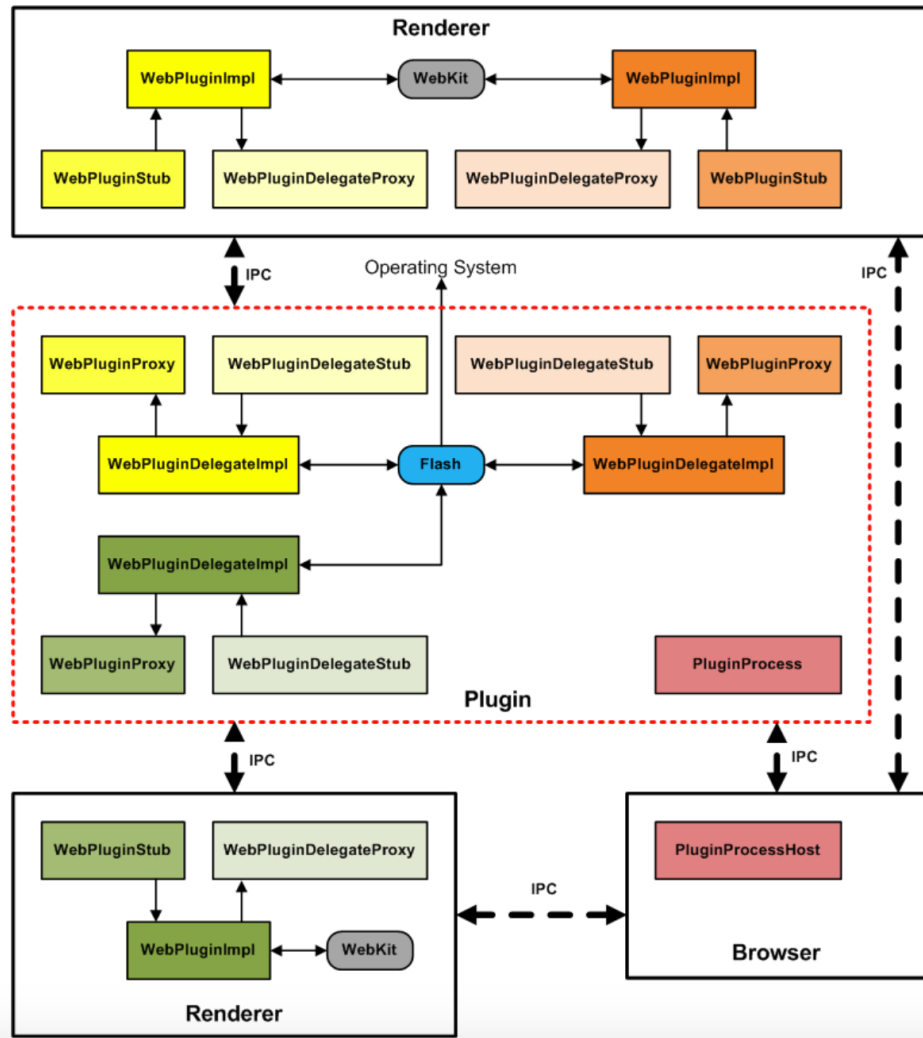 Renderer
WebPluginImpl
WebKit
WebPluginImpl
WebPluginStub
WebPluginDelegateProxy
WebPluginDelegateProxy
WebPluginStub
IPC
Operating System
IPC
WebPluginProxy
WebPluginDelegateStub
WebPluginDelegateStub
WebPluginProxy
WebPluginDelegateImpl
Flash
WebPluginDelegateImpl
WebPluginDelegateImpl
WebPluginProxy
WebPluginDelegateStub
PluginProcess
Plugin
IPC
IPC
WebPluginStub
WebPluginDelegateProxy
PluginProcessHost
IPC
WebPluginImpl
WebKit
Browser
Renderer